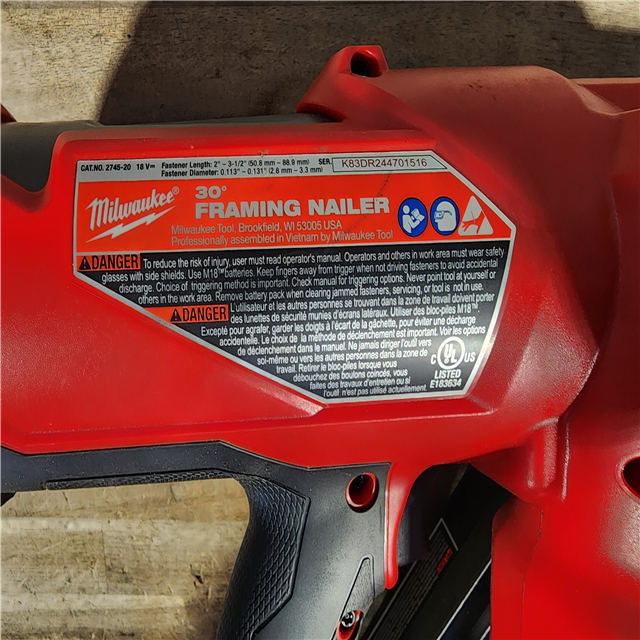 CAT.NO. 2745-20 18 V Fastener Length: 2" – 3-1/2" (50.8 mm – 88.9 mm) SER. K83DR244701516
Fastener Diameter: 0.113" – 0.131" (2.8 mm – 3.3 mm)
Milwaukee®
30°
FRAMING NAILER
Milwaukee Tool, Brookfield, WI 53005 USA
Professionally assembled in Vietnam by Milwaukee Tool
DANGER To reduce the risk of injury, user must read operator's manual. Operators and others in work area must wear safety
glasses with side shields. Use M18™ batteries. Keep fingers away from trigger when not driving fasteners to avoid accidental
discharge. Choice of triggering method is important. Check manual for triggering options. Never point tool at yourself or
others in the work area. Remove battery pack when clearing jammed fasteners, servicing, or tool is not in use.
DANGER L'utilisateur et les autres personnes se trouvant dans la zone de travail doivent porter
des lunettes de sécurité munies d'écrans latéraux. Utiliser des bloc-piles M18™.
Excepté pour agrafer, garder les doigts à l'écart de la gâchette, pour éviter une décharge
accidentelle. Le choix de la méthode de déclenchement est important. Voir les options
de déclenchement dans le manuel. Ne jamais diriger l'outil vers
soi-même ou vers les autres personnes dans la zone de
travail. Retirer le bloc-piles lorsque vous
débouchez des boulons coincés,
faites des travaux d'entretien ou si
l'outil n'est pas utilisé actuellement.
C UL US
LISTED
E183634